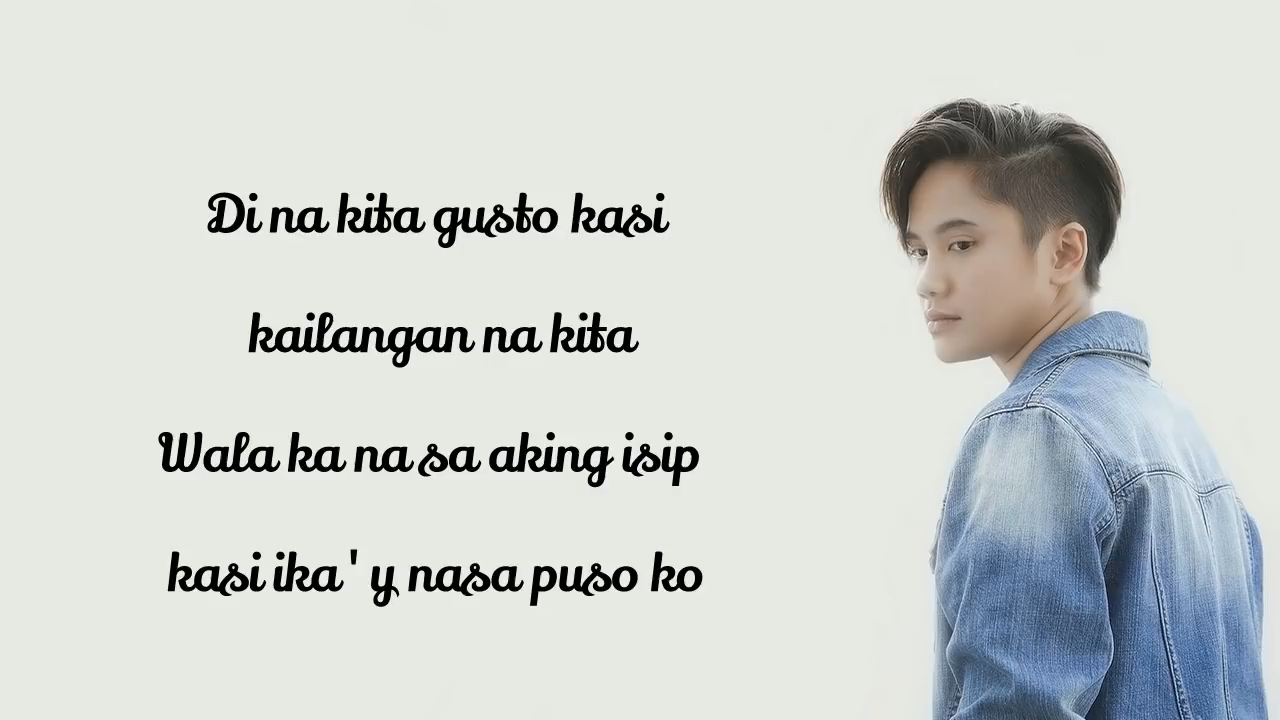 Di na kita gusto kasi
kailangan na kita
Wala ka na sa aking isip
kasi ika ' y nasa puso ko